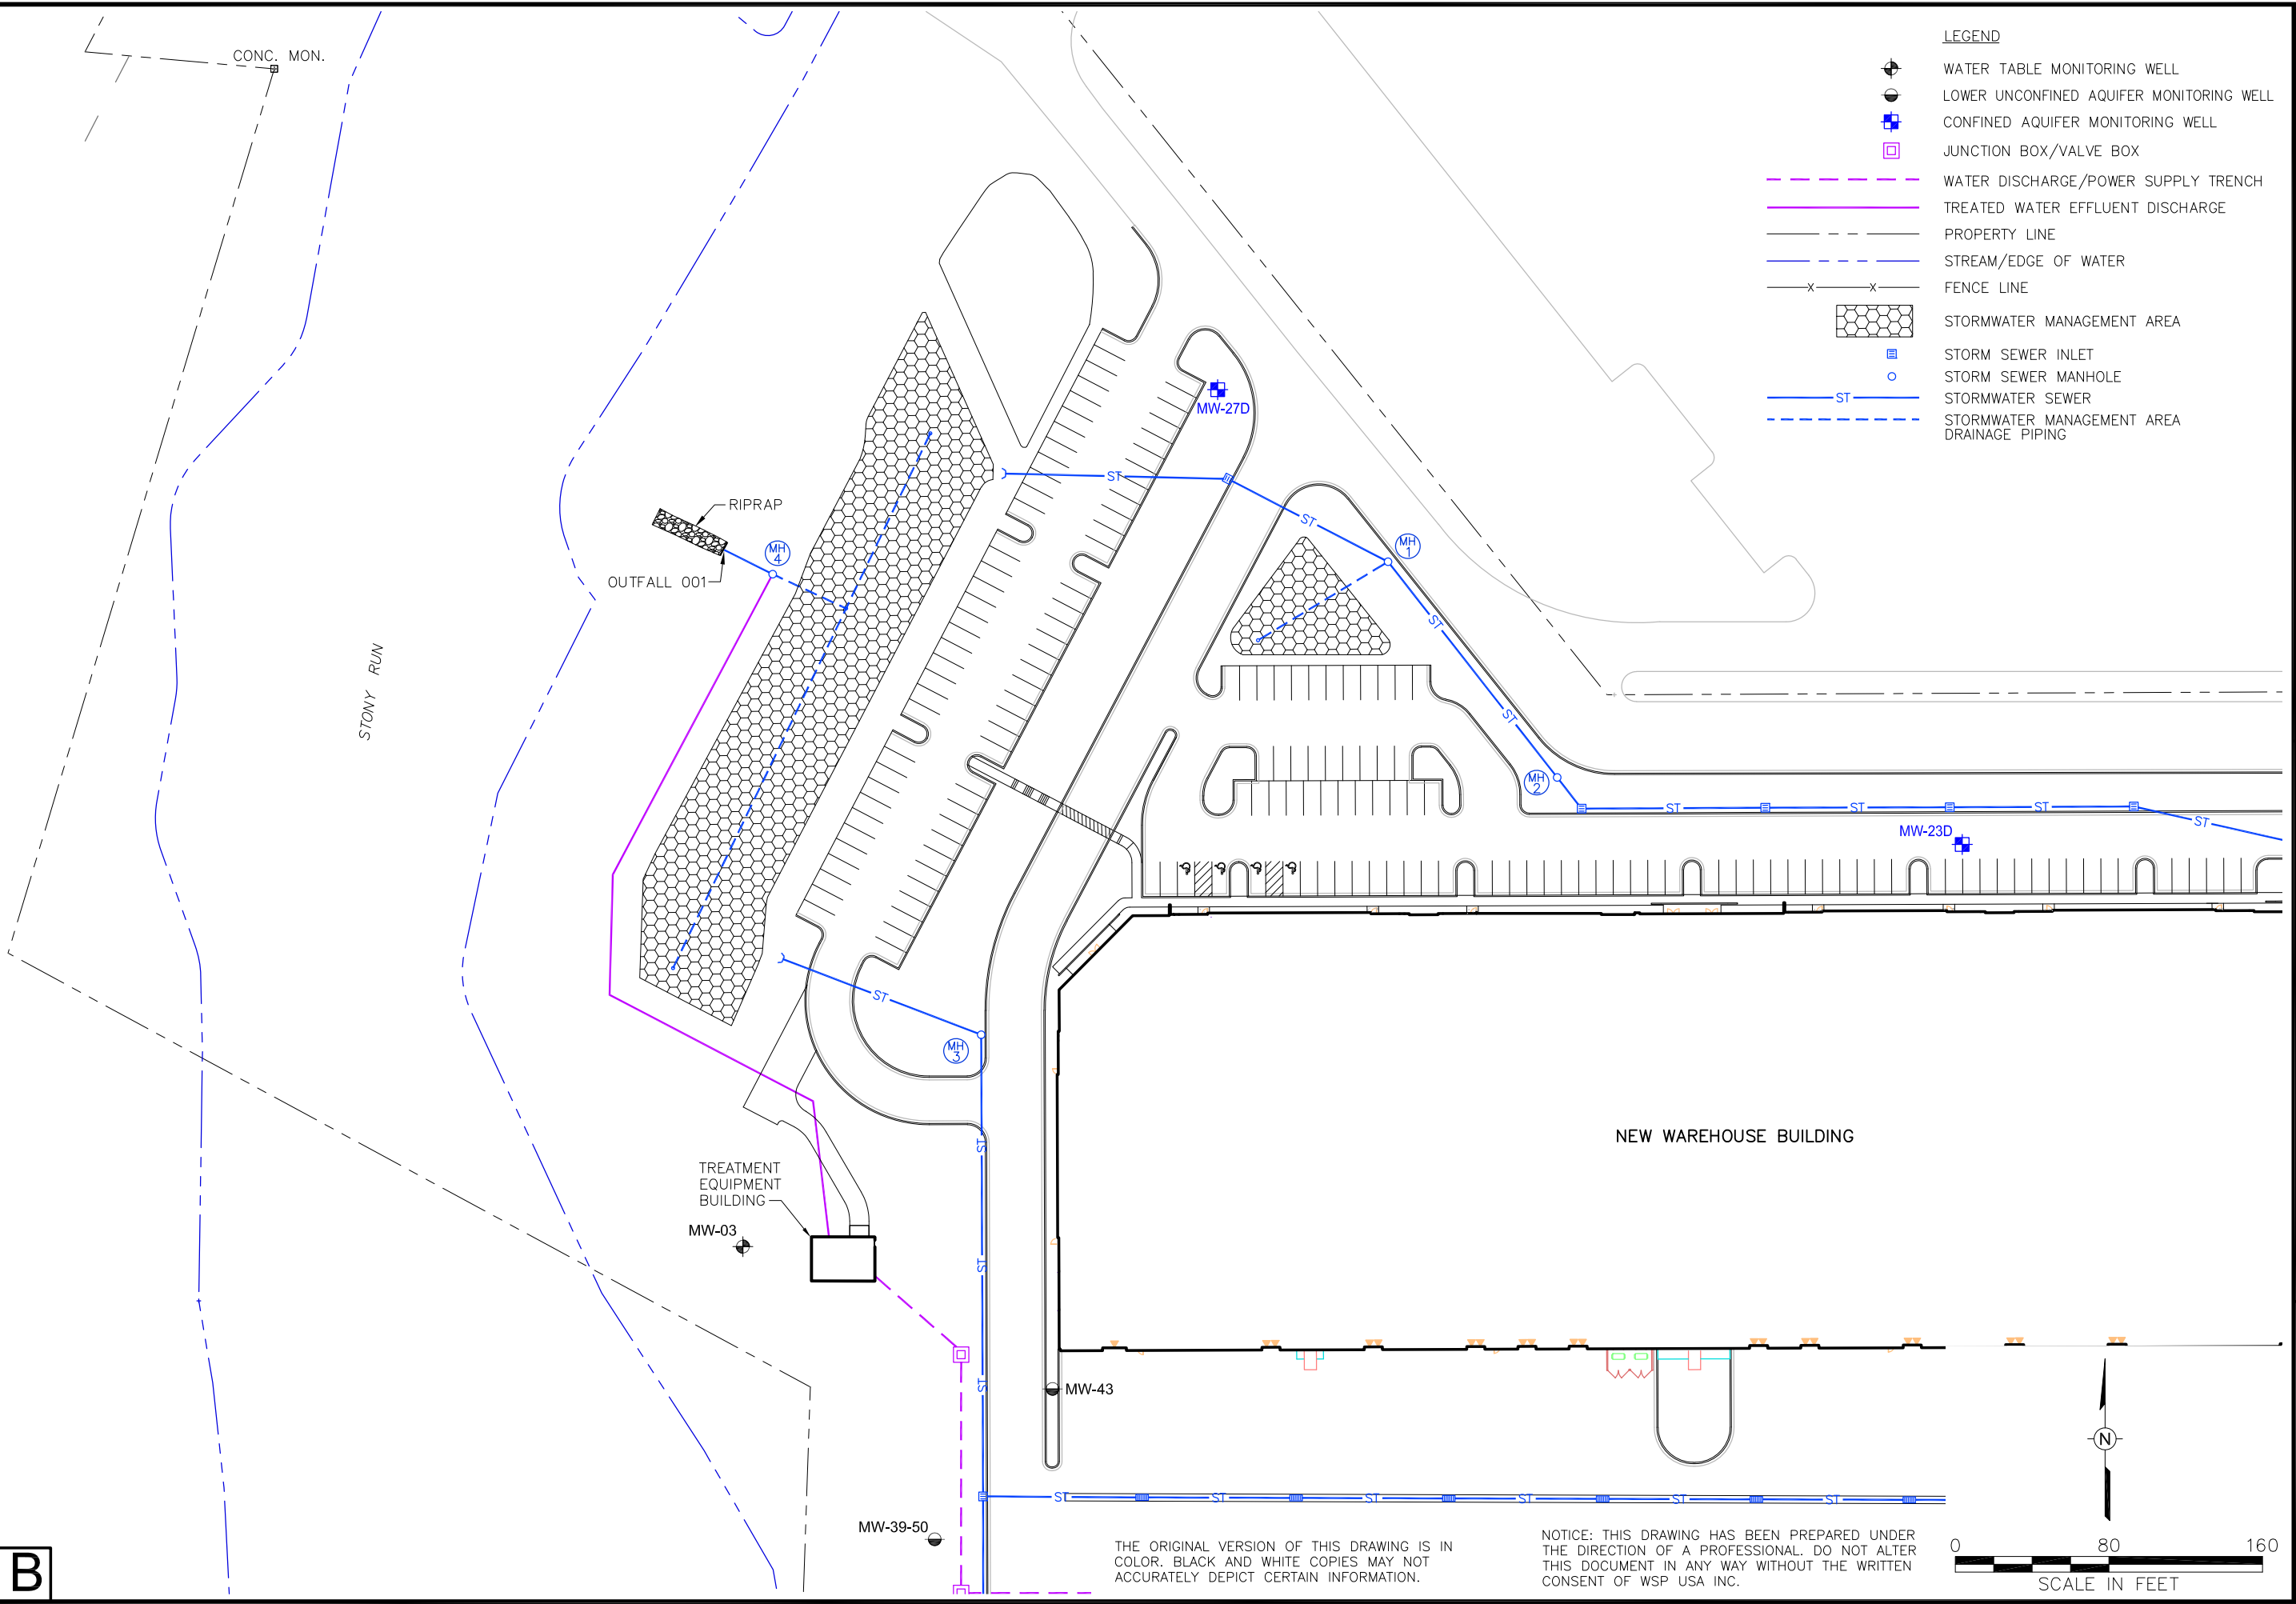 LEGEND
WATER TABLE MONITORING WELL
LOWER UNCONFINED AQUIFER MONITORING WELL
CONFINED AQUIFER MONITORING WELL
JUNCTION BOX/VALVE BOX
WATER DISCHARGE/POWER SUPPLY TRENCH
TREATED WATER EFFLUENT DISCHARGE
PROPERTY LINE
STREAM/EDGE OF WATER
X X
FENCE LINE
STORMWATER MANAGEMENT AREA
STORM SEWER INLET
STORM SEWER MANHOLE
ST
STORMWATER SEWER
STORMWATER MANAGEMENT AREA
DRAINAGE PIPING
CONC. MON.
MW-27D
ST
ST
RIPRAP
MH
4
MH
1
OUTFALL 001
ST
STONY RUN
ST
MH
2
ST
ST
ST
ST
MW-23D
ST
MH
3
NEW WAREHOUSE BUILDING
ST
TREATMENT
EQUIPMENT
BUILDING
MW-03
ST
ST
MW-43
N
ST
ST
ST
ST
ST
ST
MW-39-50
THE ORIGINAL VERSION OF THIS DRAWING IS IN
COLOR. BLACK AND WHITE COPIES MAY NOT
ACCURATELY DEPICT CERTAIN INFORMATION.
NOTICE: THIS DRAWING HAS BEEN PREPARED UNDER
THE DIRECTION OF A PROFESSIONAL. DO NOT ALTER
THIS DOCUMENT IN ANY WAY WITHOUT THE WRITTEN
CONSENT OF WSP USA INC.
0 80 160
SCALE IN FEET
B